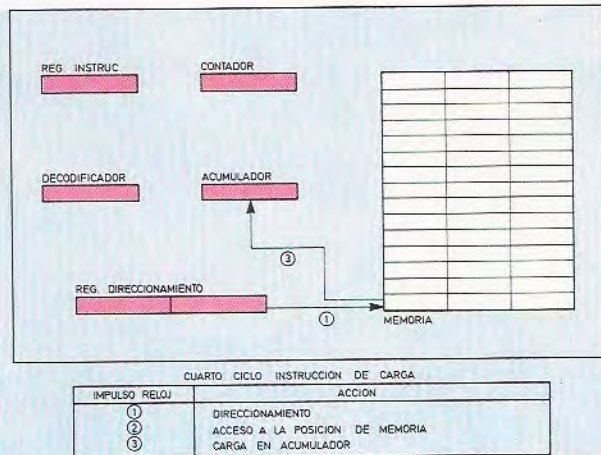 REG. INSTRUC
CONTADOR
DECODIFICADOR
ACUMULADOR
③
REG. DIRECCIONAMIENTO
①
MEMORIA
CUARTO CICLO INSTRUCCION DE CARGA
IMPULSO RELOJ ACCION
① DIRECCIONAMIENTO
② ACCESO A LA POSICION DE MEMORIA
③ CARGA EN ACUMULADOR